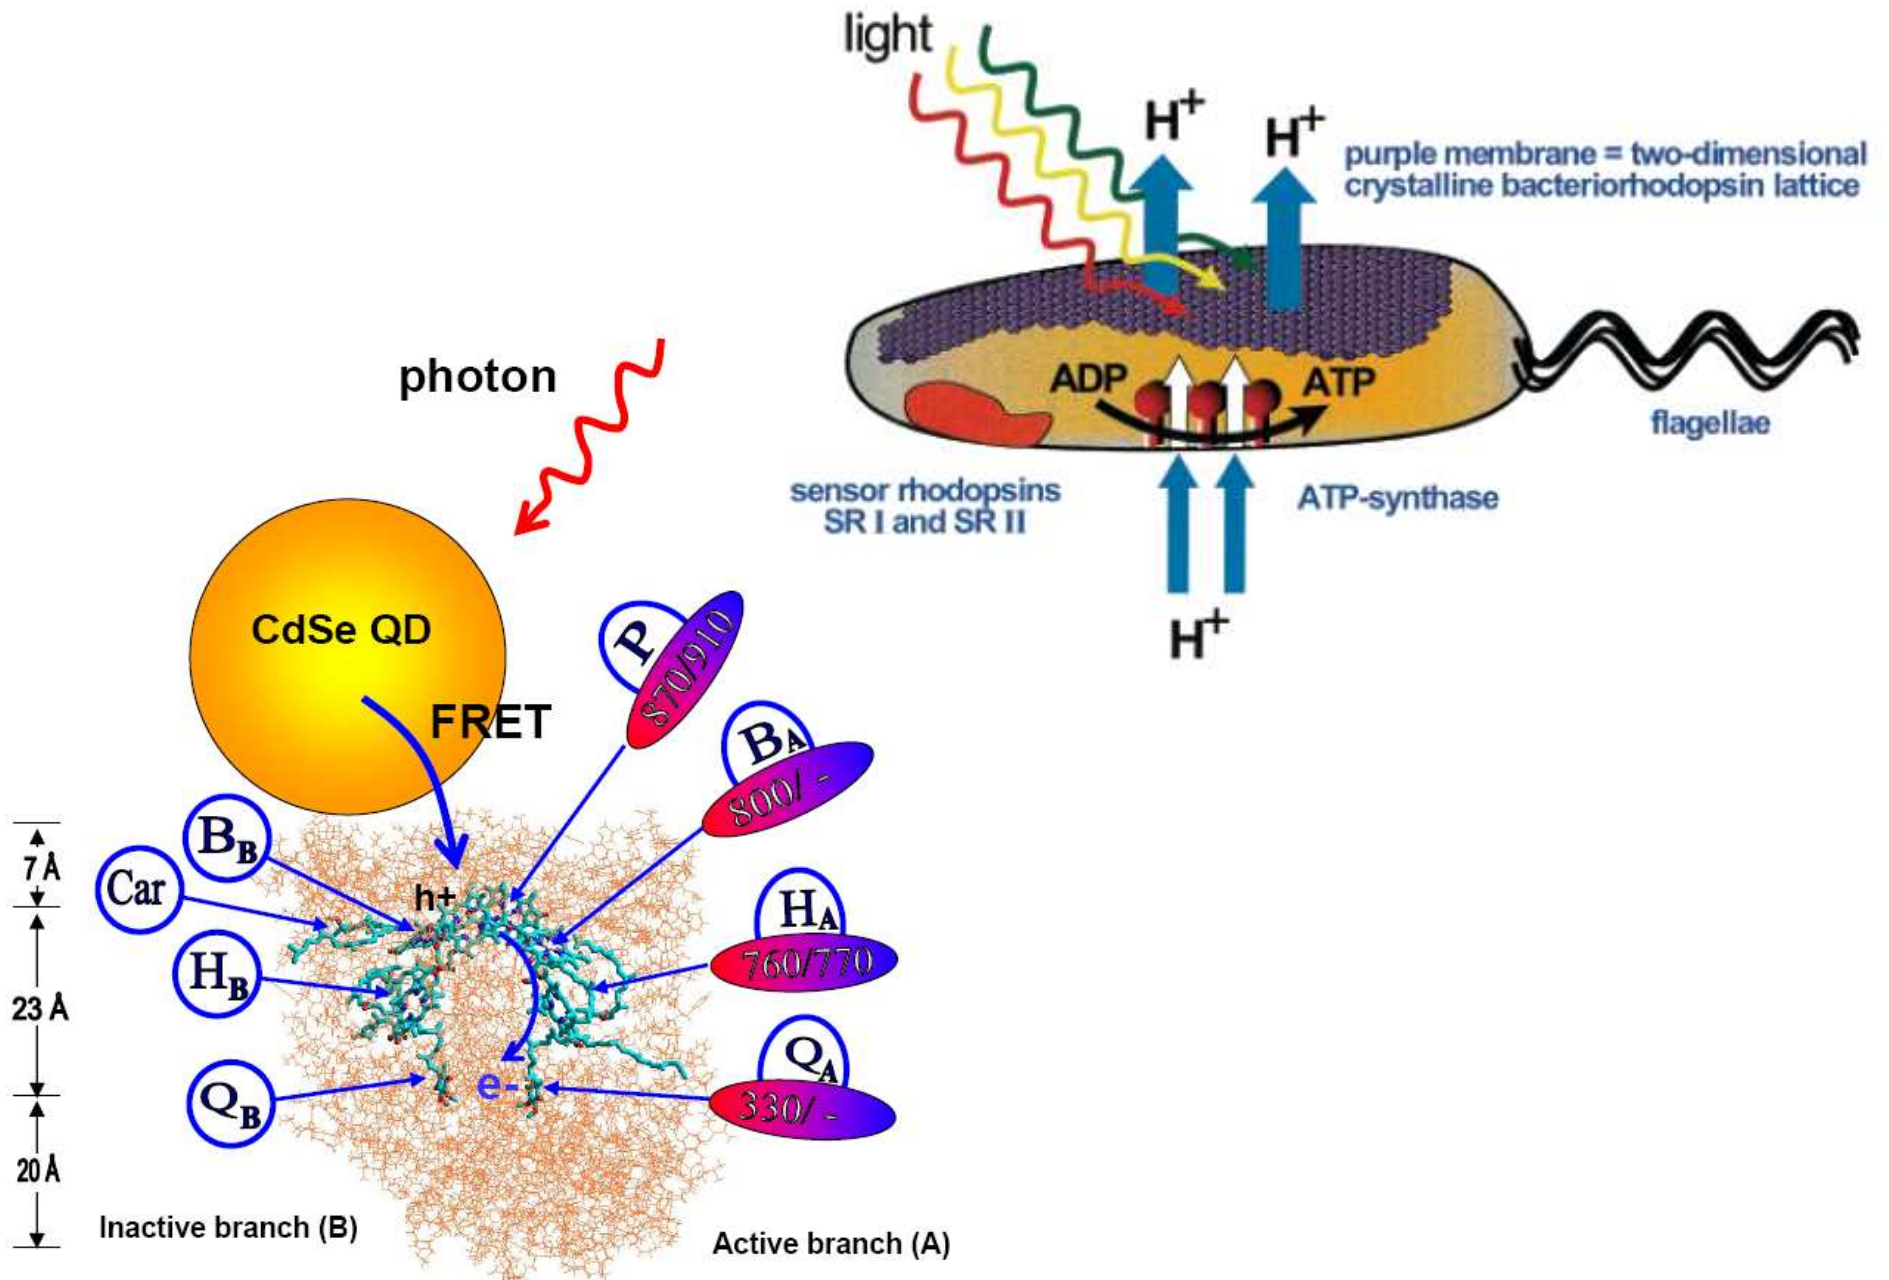 light
H+
H+
purple membrane = two-dimensional
crystalline bacteriorhodopsin lattice
ADP
ATP
flagellae
sensor rhodopsins
SR I and SR II
ATP-synthase
H+
photon
CdSe QD
FRET
P
870/910
BA
800/ -
BB
Car
h+
HA
760/770
HB
QA
330/ -
QB
e-
7 Å
23 Å
20 Å
Inactive branch (B)
Active branch (A)